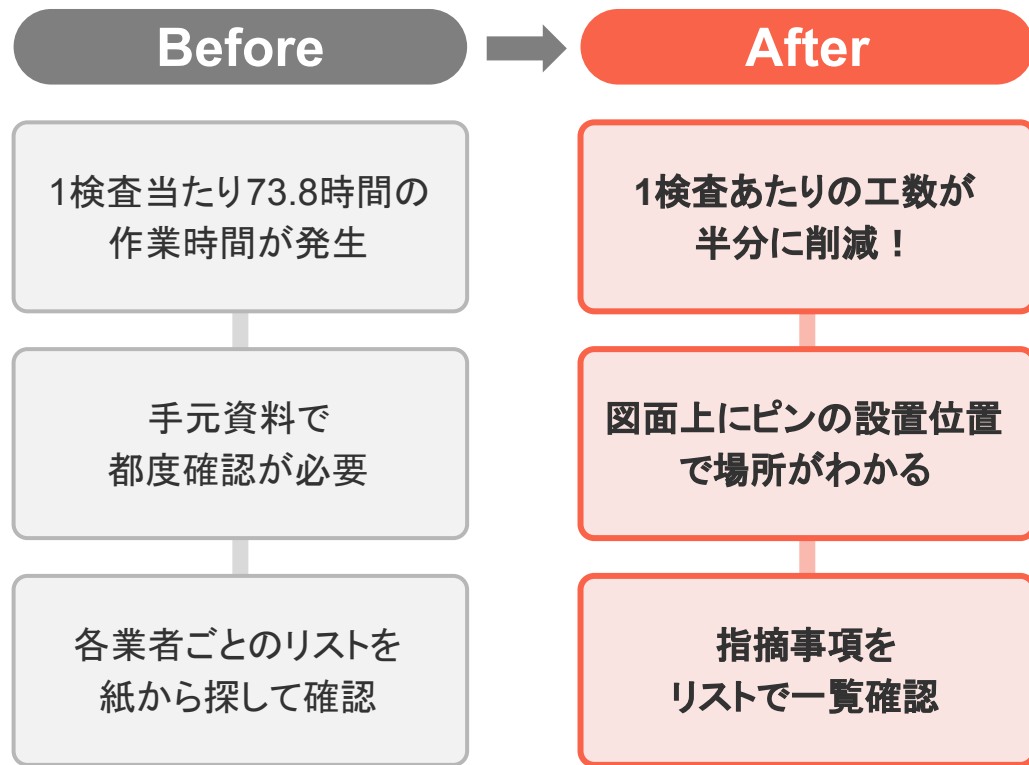 Before
After
1検査当たり73.8時間の
作業時間が発生
1検査あたりの工数が
半分に削減！
手元資料で
都度確認が必要
図面上にピンの設置位置
で場所がわかる
各業者ごとのリストを
紙から探して確認
指摘事項を
リストで一覧確認